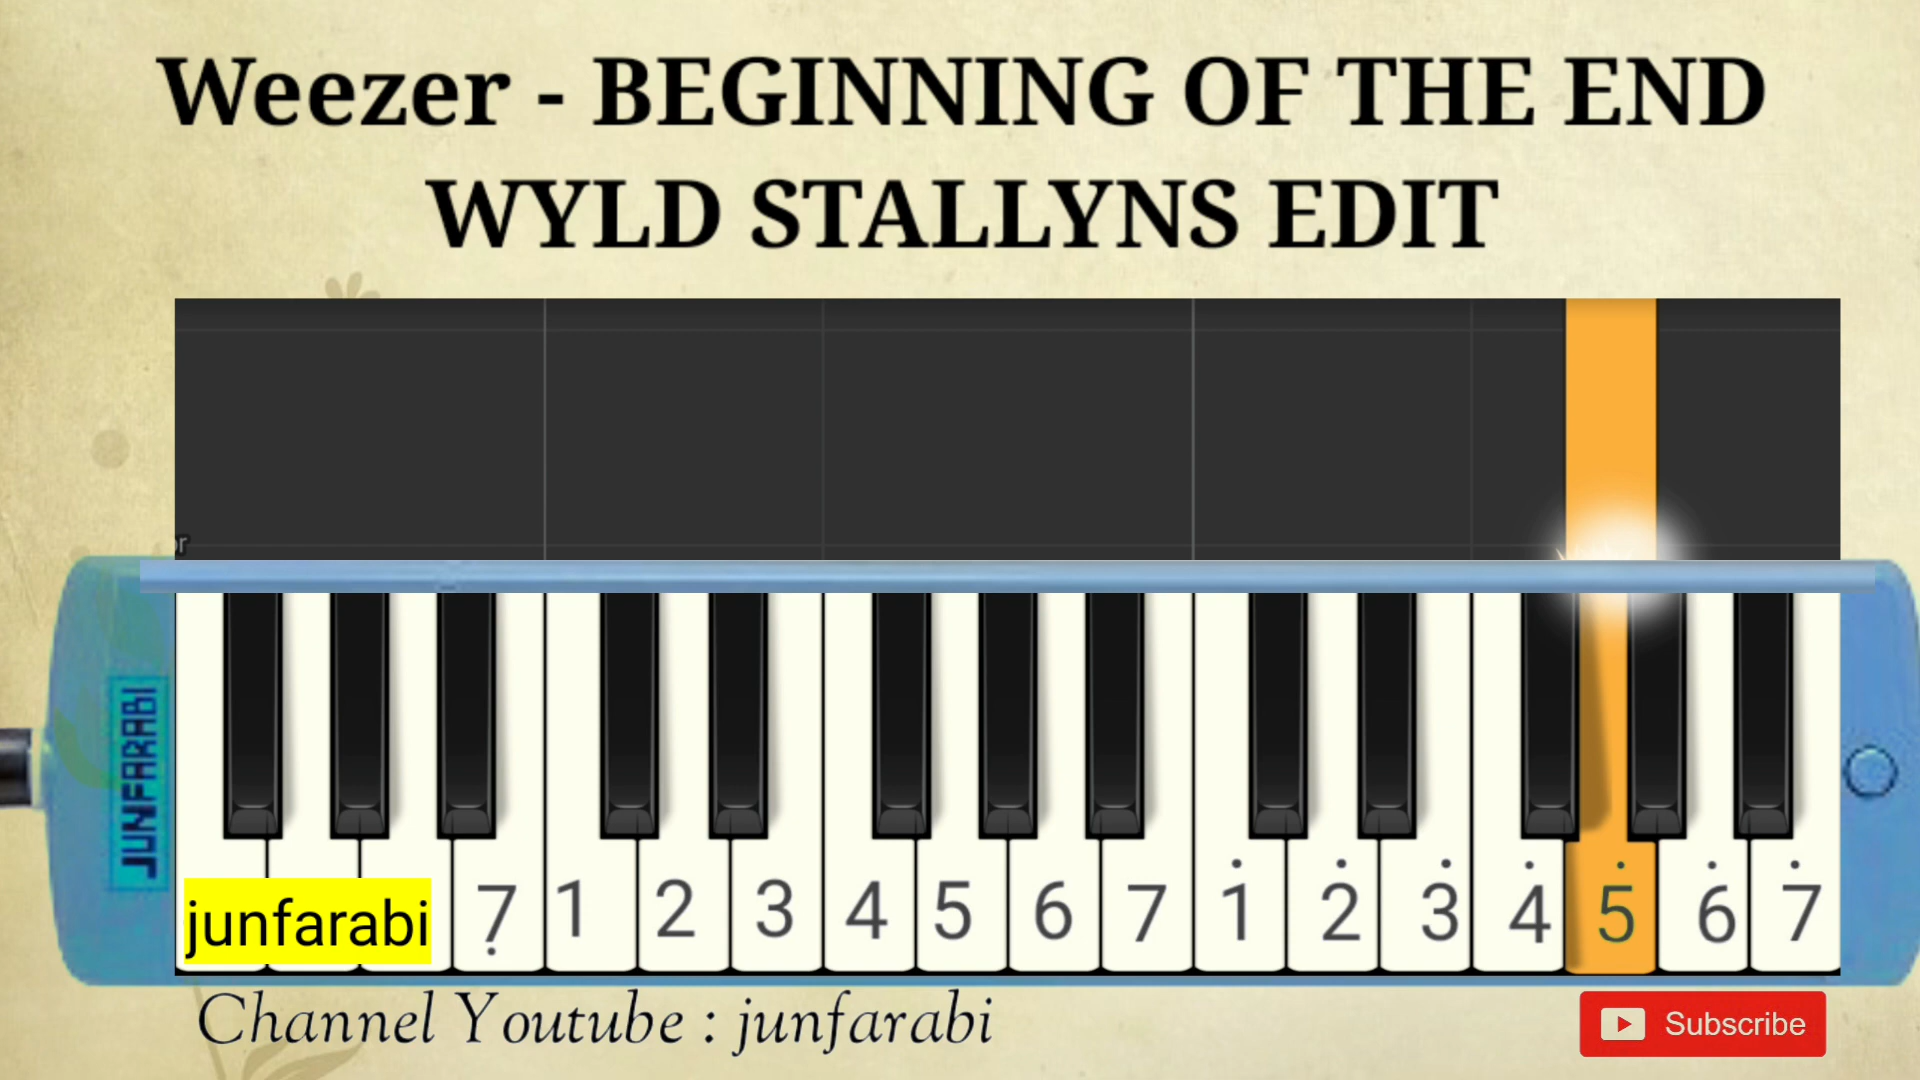 Weezer - BEGINNING OF THE END
WYLD STALLYNS EDIT
or
JUNFARABI
junfarabi 7̣ 1 2 3 4 5 6 7 1̇ 2̇ 3̇ 4̇ 5̇ 6̇ 7̇
Channel Youtube : junfarabi
Subscribe